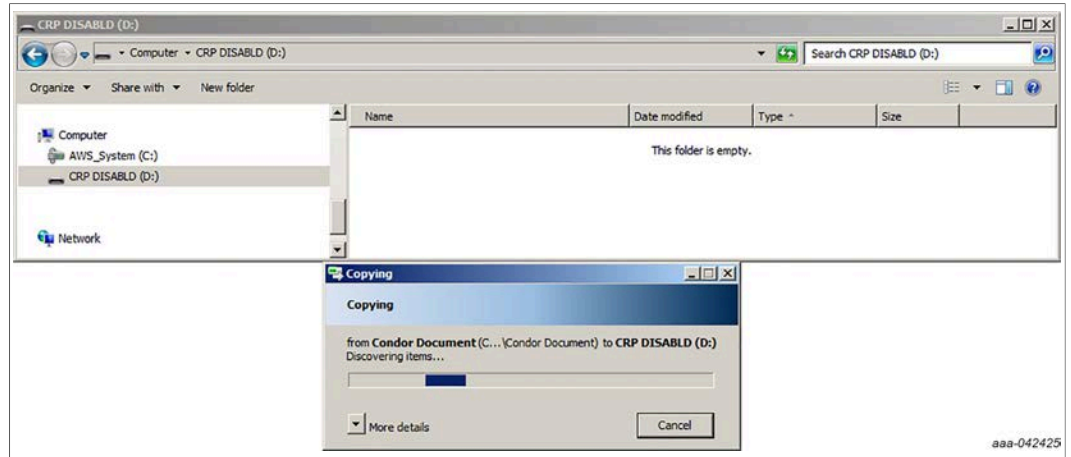 CRP DISABLD (D:)
Computer CRP DISABLD (D:)
Search CRP DISABLD (D:)
Organize Share with New folder
Name Date modified Type Size
This folder is empty.
Computer
AWS_System (C:)
CRP DISABLD (D:)
Network
Copying
Copying
from Condor Document (C...\Condor Document) to CRP DISABLD (D:)
Discovering items...
More details
Cancel
aaa-042425